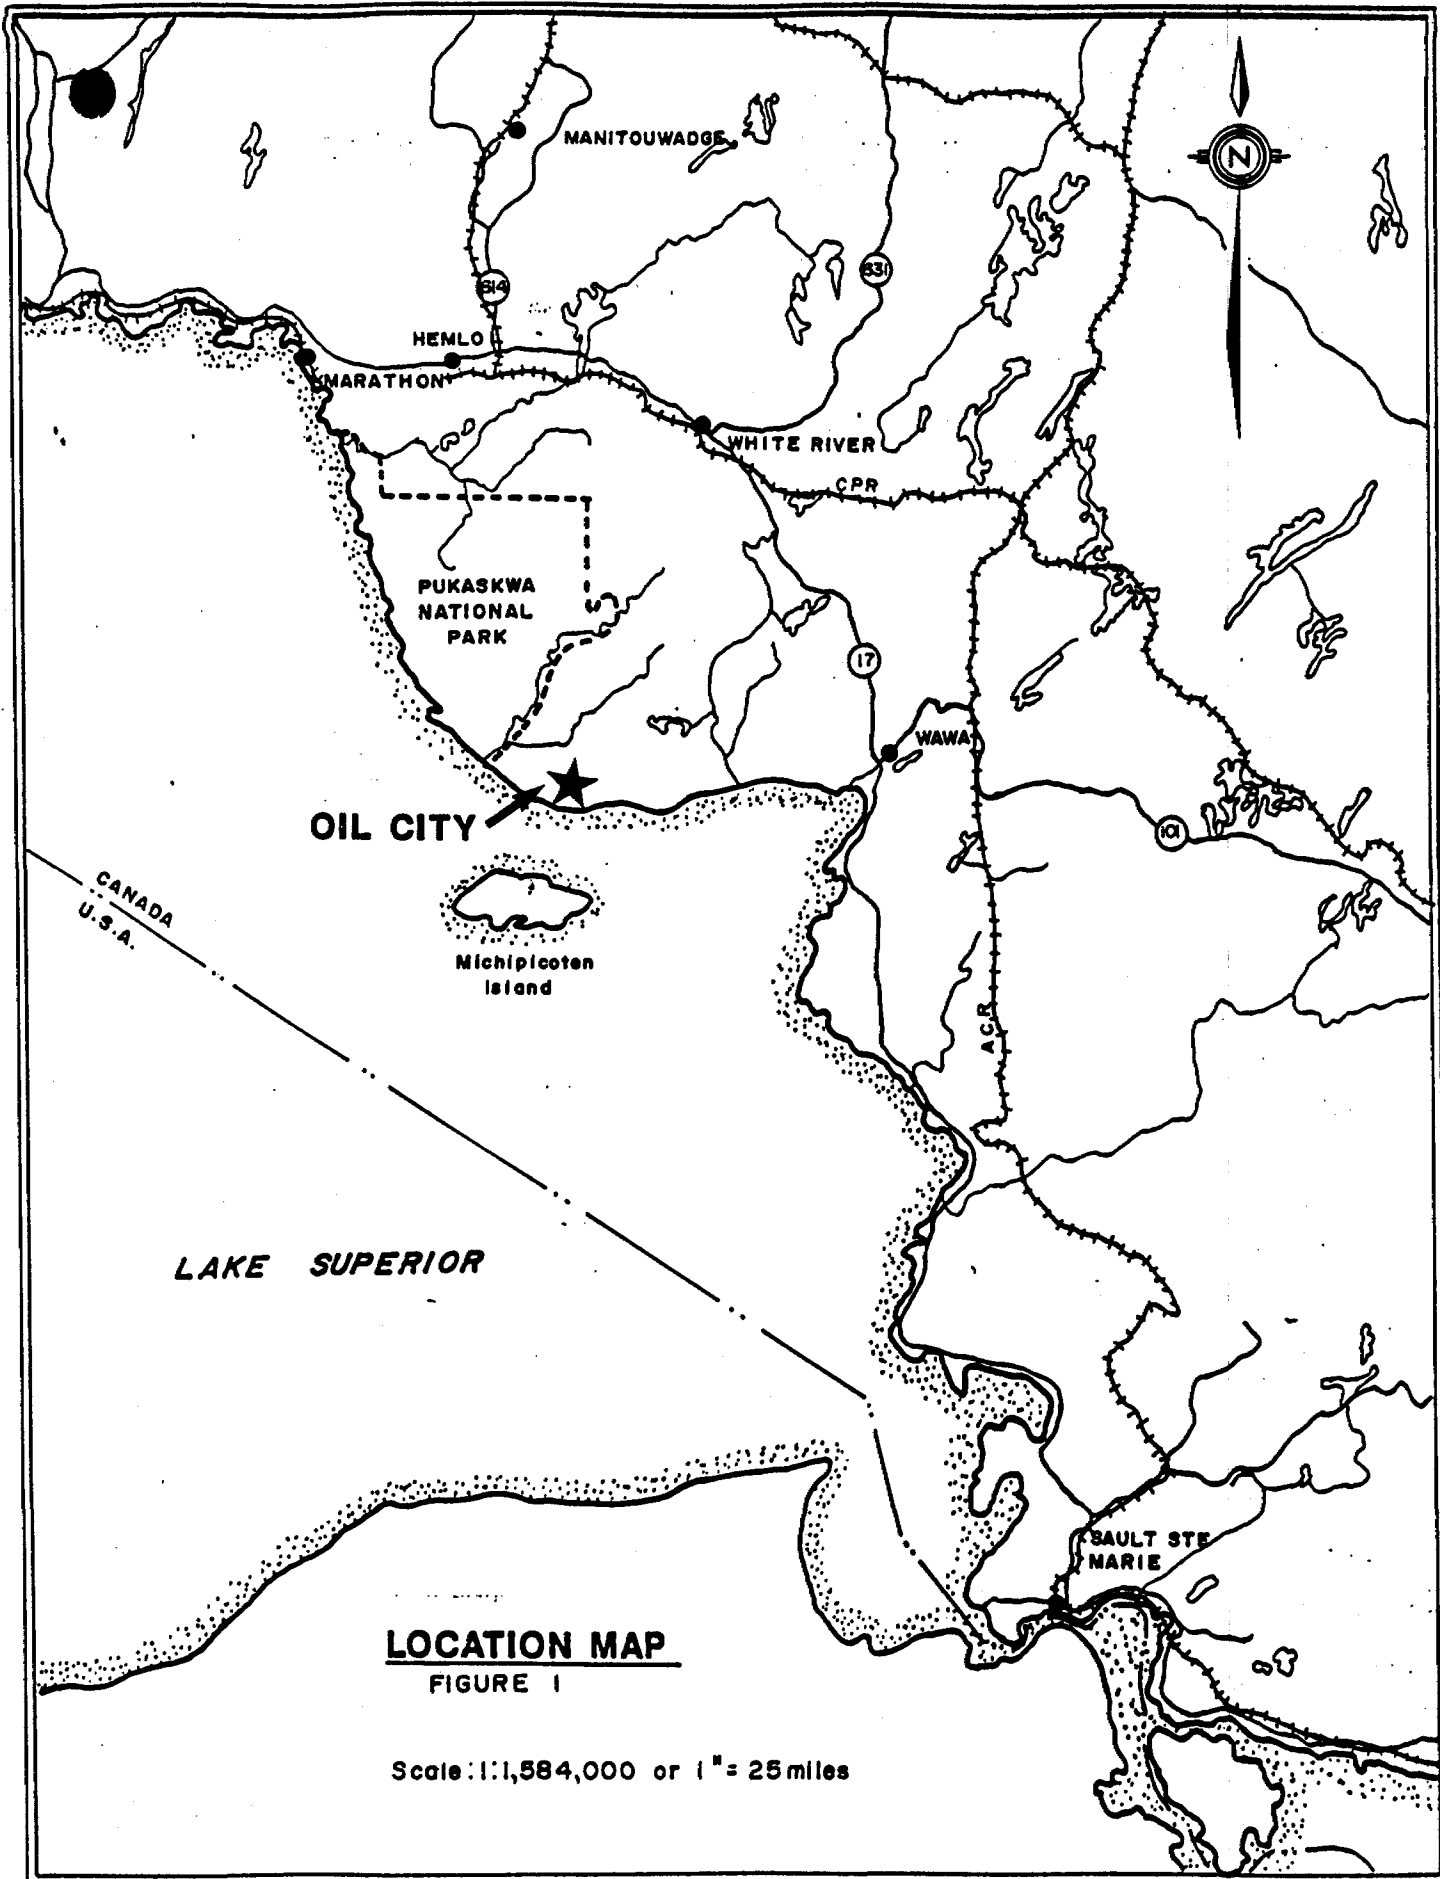 MANITOUWADGE
N
631
614
HEMLO
MARATHON
WHITE RIVER
CPR
PUKASKWA
NATIONAL
PARK
17
WAWA
OIL CITY
101
CANADA
U.S.A.
Michipicoten
Island
A.C.R.
LAKE SUPERIOR
SAULT STE
MARIE
LOCATION MAP
FIGURE 1
Scale:1:1,584,000 or 1"= 25 miles